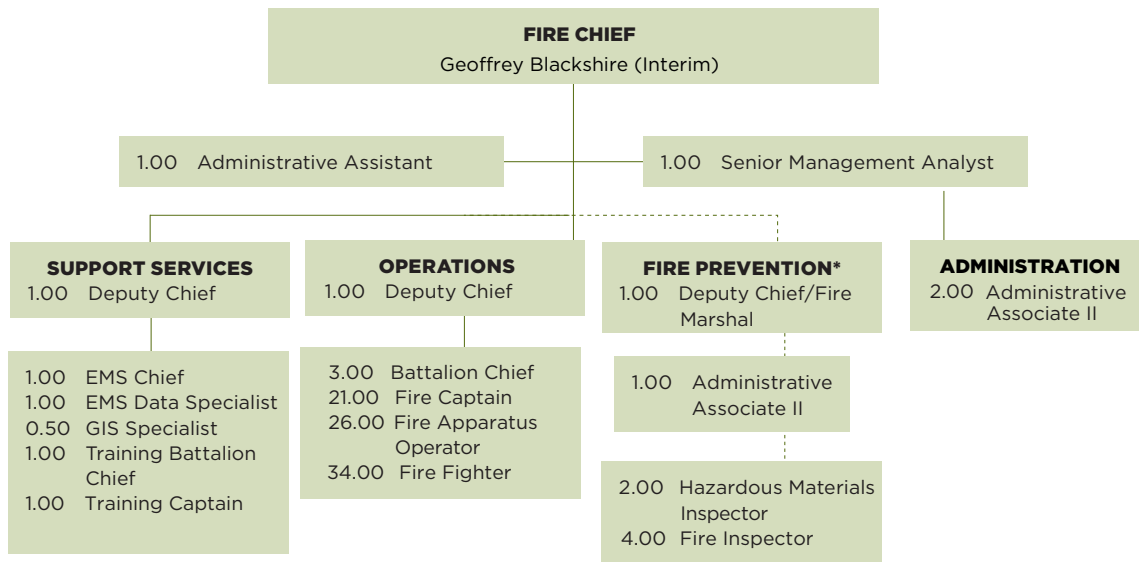 FIRE CHIEF
Geoffrey Blackshire (Interim)
1.00 Administrative Assistant
1.00 Senior Management Analyst
SUPPORT SERVICES
1.00 Deputy Chief
1.00 EMS Chief
1.00 EMS Data Specialist
0.50 GIS Specialist
1.00 Training Battalion
Chief
1.00 Training Captain
OPERATIONS
1.00 Deputy Chief
3.00 Battalion Chief
21.00 Fire Captain
26.00 Fire Apparatus
Operator
34.00 Fire Fighter
FIRE PREVENTION*
1.00 Deputy Chief/Fire
Marshal
1.00 Administrative
Associate II
2.00 Hazardous Materials
Inspector
4.00 Fire Inspector
ADMINISTRATION
2.00 Administrative
Associate II